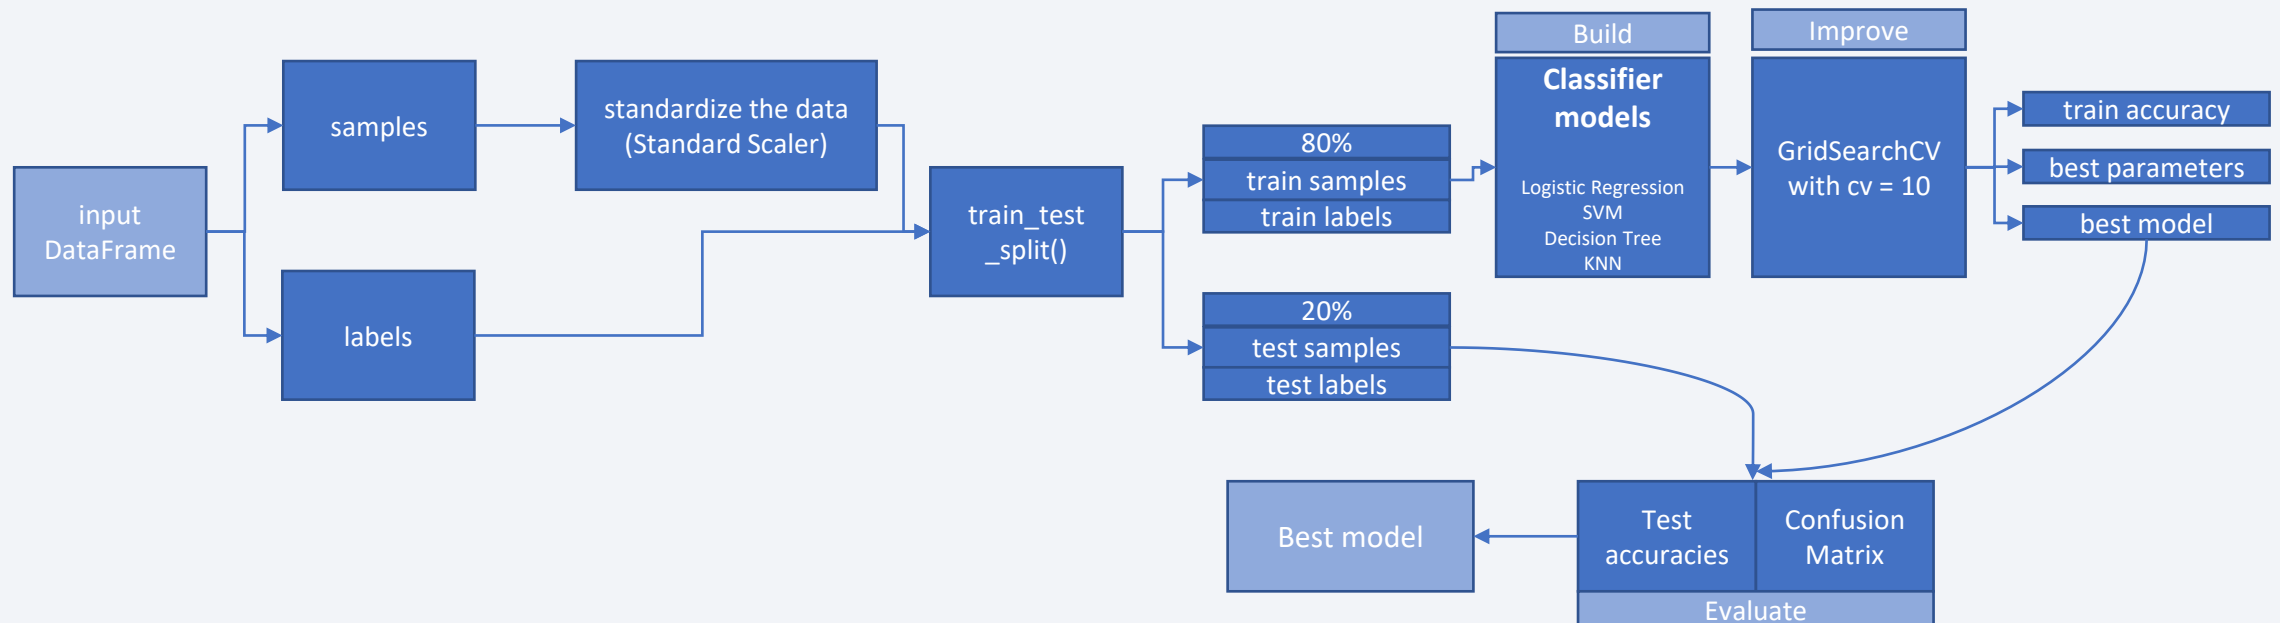 input
DataFrame
samples
labels
standardize the data
(Standard Scaler)
train_test
_split()
80%
train samples
train labels
20%
test samples
test labels
Build
Classifier
models
Logistic Regression
SVM
Decision Tree
KNN
Improve
GridSearchCV
with cv = 10
train accuracy
best parameters
best model
Test
accuracies
Confusion
Matrix
Evaluate
Best model